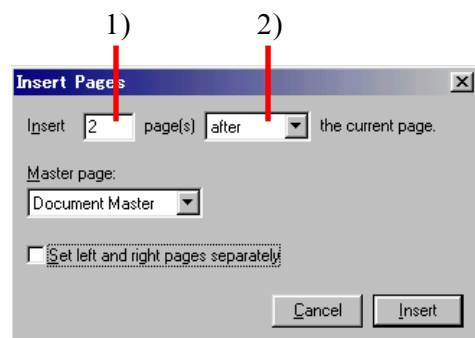 1) 2)
Insert Pages
Insert 2 page(s) after the current page.
Master page:
Document Master
Set left and right pages separately
Cancel Insert